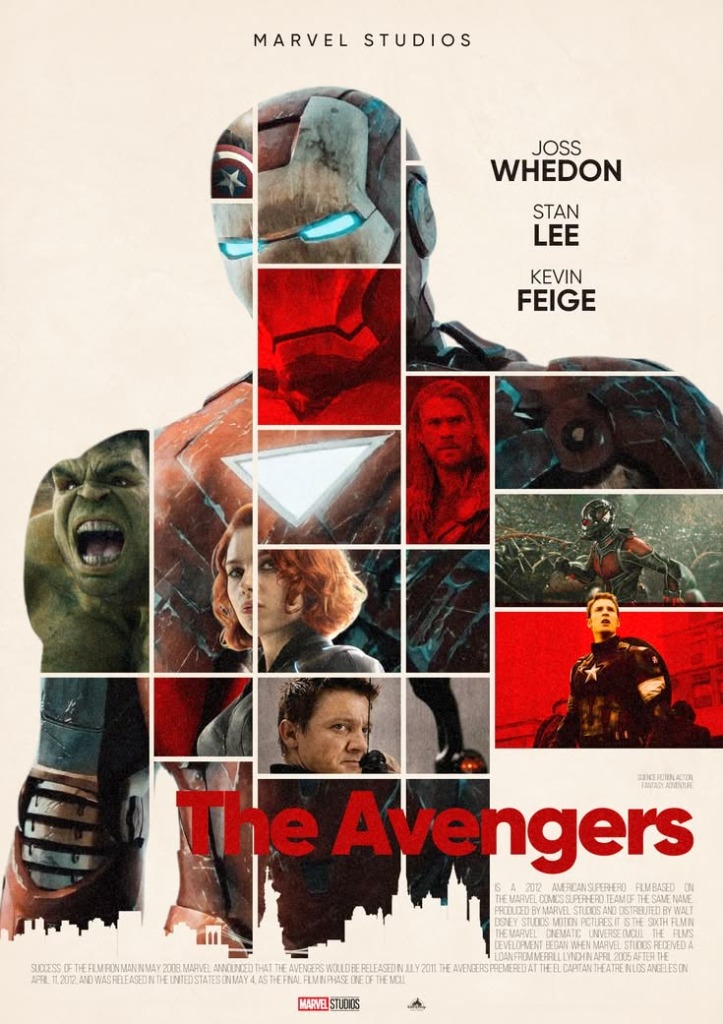 MARVEL STUDIOS
JOSS
WHEDON
STAN
LEE
KEVIN
FEIGE
SCIENCE FICTION, ACTION,
FANTASY, ADVENTURE
The Avengers
IS A 2012 AMERICAN SUPERHERO FILM BASED ON
THE MARVEL COMICS SUPERHERO TEAM OF THE SAME NAME.
PRODUCED BY MARVEL STUDIOS AND DISTRIBUTED BY WALT
DISNEY STUDIOS MOTION PICTURES, IT IS THE SIXTH FILM IN
THE MARVEL CINEMATIC UNIVERSE (MCU). THE FILM'S
DEVELOPMENT BEGAN WHEN MARVEL STUDIOS RECEIVED A
LOAN FROM MERRILL LYNCH IN APRIL 2005. AFTER THE
SUCCESS OF THE FILM IRON MAN IN MAY 2008, MARVEL ANNOUNCED THAT THE AVENGERS WOULD BE RELEASED IN JULY 2011. THE AVENGERS PREMIERED AT THE EL CAPITAN THEATRE IN LOS ANGELES ON
APRIL 11, 2012, AND WAS RELEASED IN THE UNITED STATES ON MAY 4, AS THE FINAL FILM IN PHASE ONE OF THE MCU.
MARVEL STUDIOS